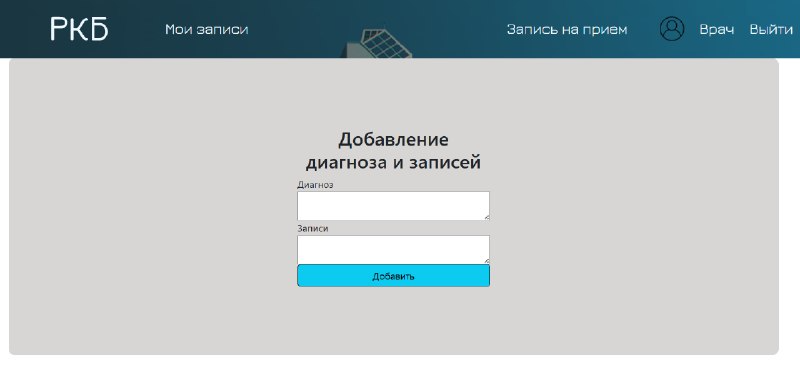 РКБ Мои записи Запись на прием Врач Выйти
Добавление
диагноза и записей
Диагноз
Записи
Добавить